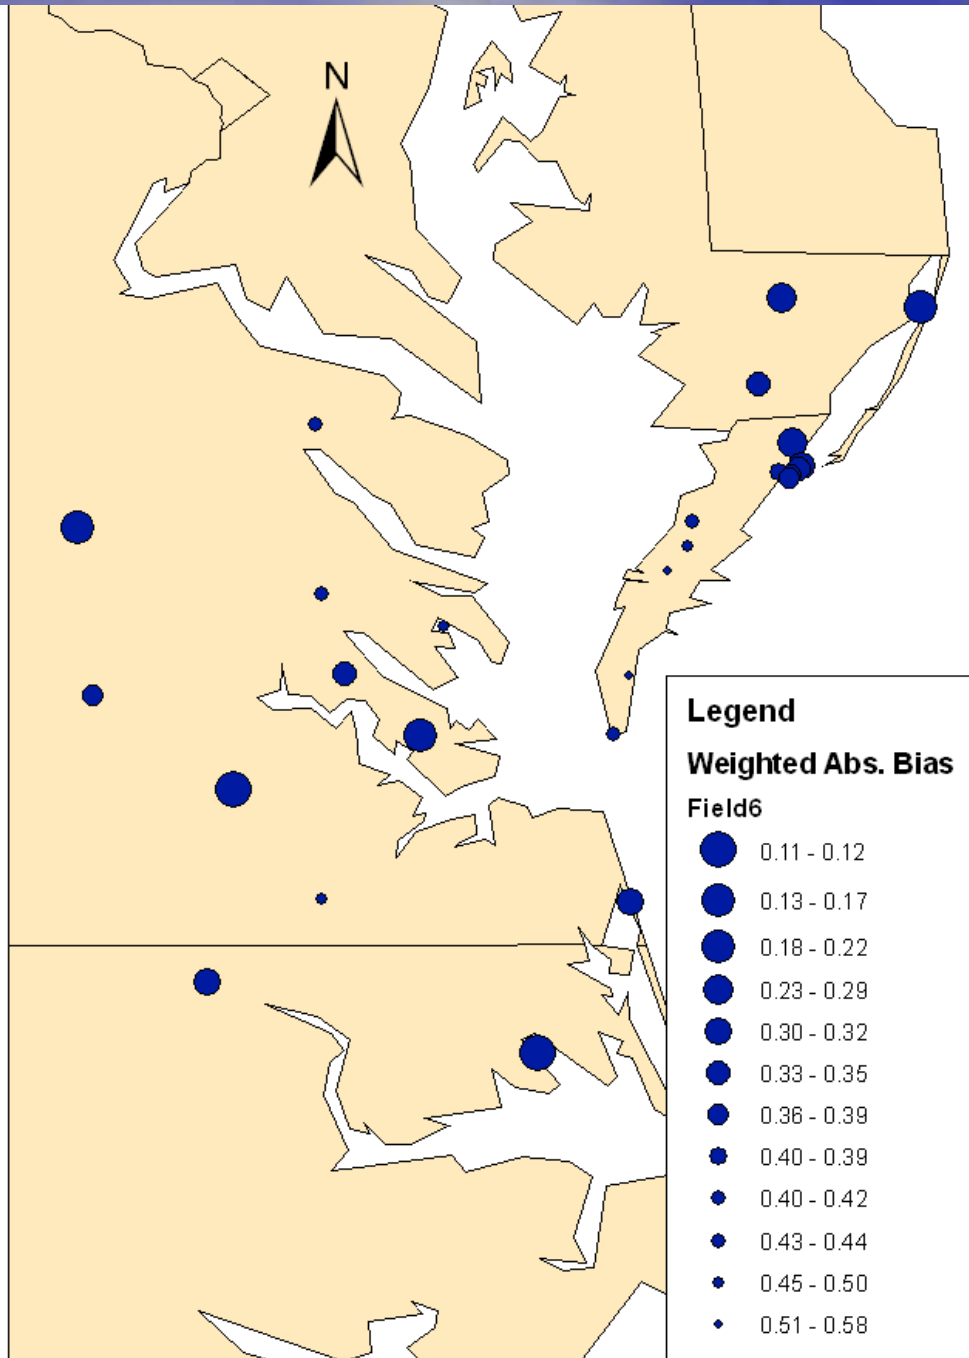 N
Legend
Weighted Abs. Bias
Field6
0.11 - 0.12
0.13 - 0.17
0.18 - 0.22
0.23 - 0.29
0.30 - 0.32
0.33 - 0.35
0.36 - 0.39
0.40 - 0.39
0.40 - 0.42
0.43 - 0.44
0.45 - 0.50
0.51 - 0.58